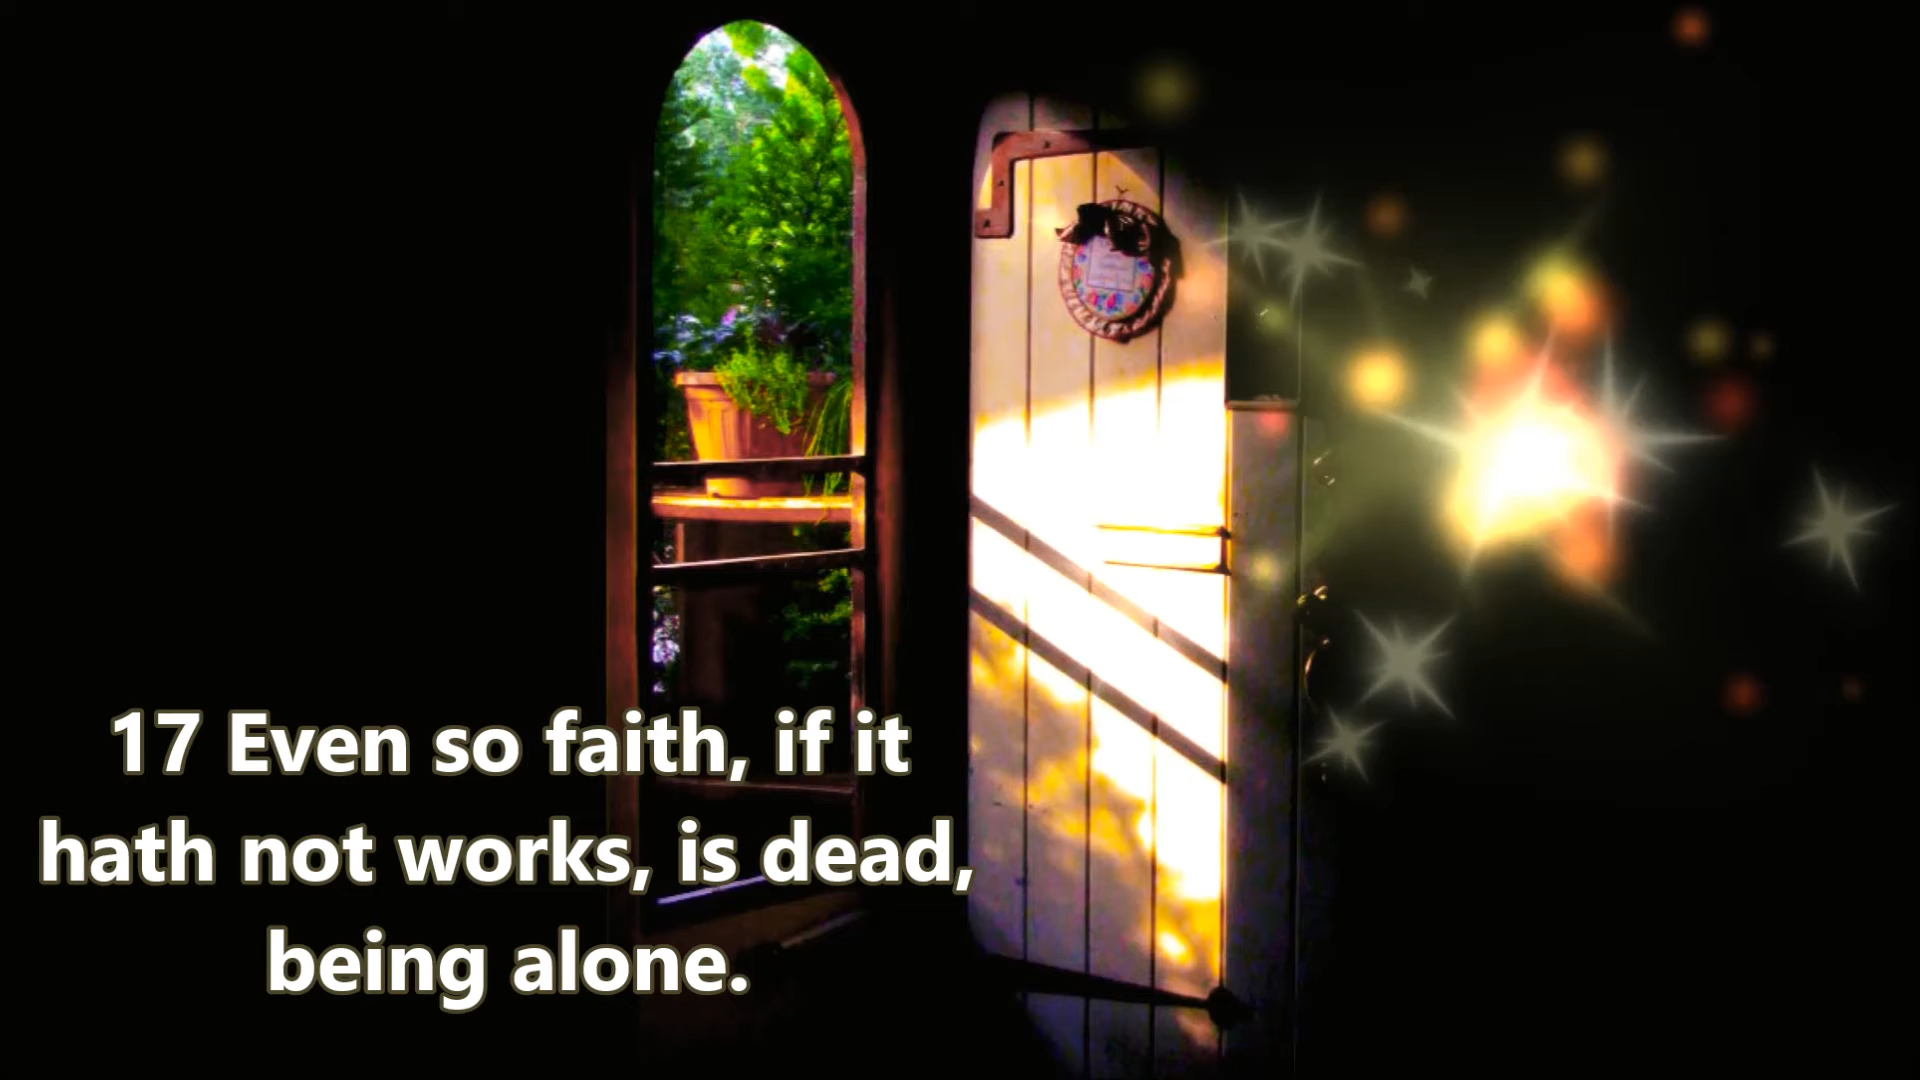 17 Even so faith, if it
hath not works, is dead,
being alone.